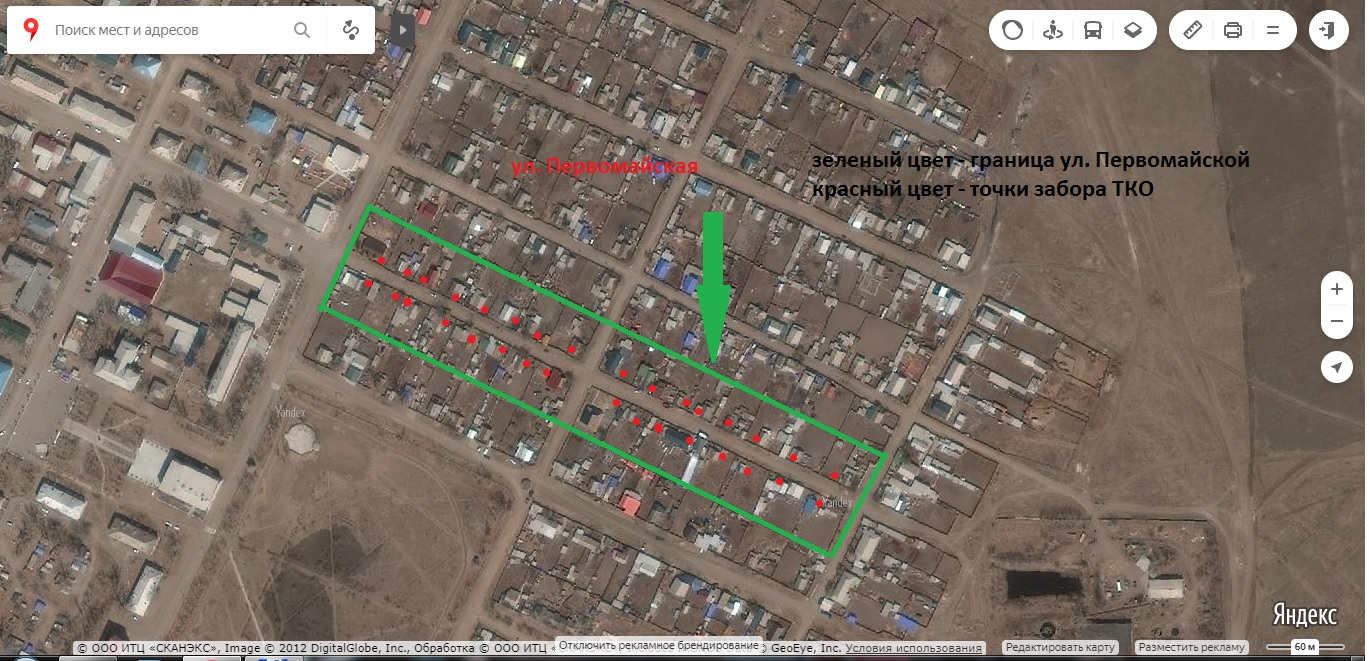 Поиск мест и адресов
ул. Первомайская
зеленый цвет - граница ул. Первомайской
красный цвет - точки забора ТКО
Yandex
Yandex
Яндекс
Отключить рекламное брендирование
© ООО ИТЦ «СКАНЭКС», Image © 2012 DigitalGlobe, Inc., Обработка © ООО ИТЦ GeoEye, Inc. Условия использования
Редактировать карту
Разместить рекламу
60 м